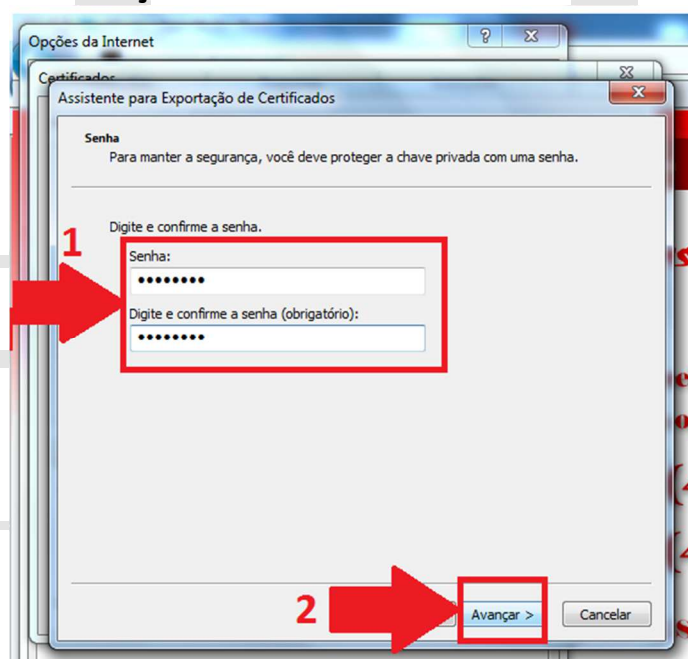 Opções da Internet
Certificados
Assistente para Exportação de Certificados
Senha
Para manter a segurança, você deve proteger a chave privada com uma senha.
Digite e confirme a senha.
1
Senha:
••••••••
Digite e confirme a senha (obrigatório):
••••••••
2
Avançar >
Cancelar